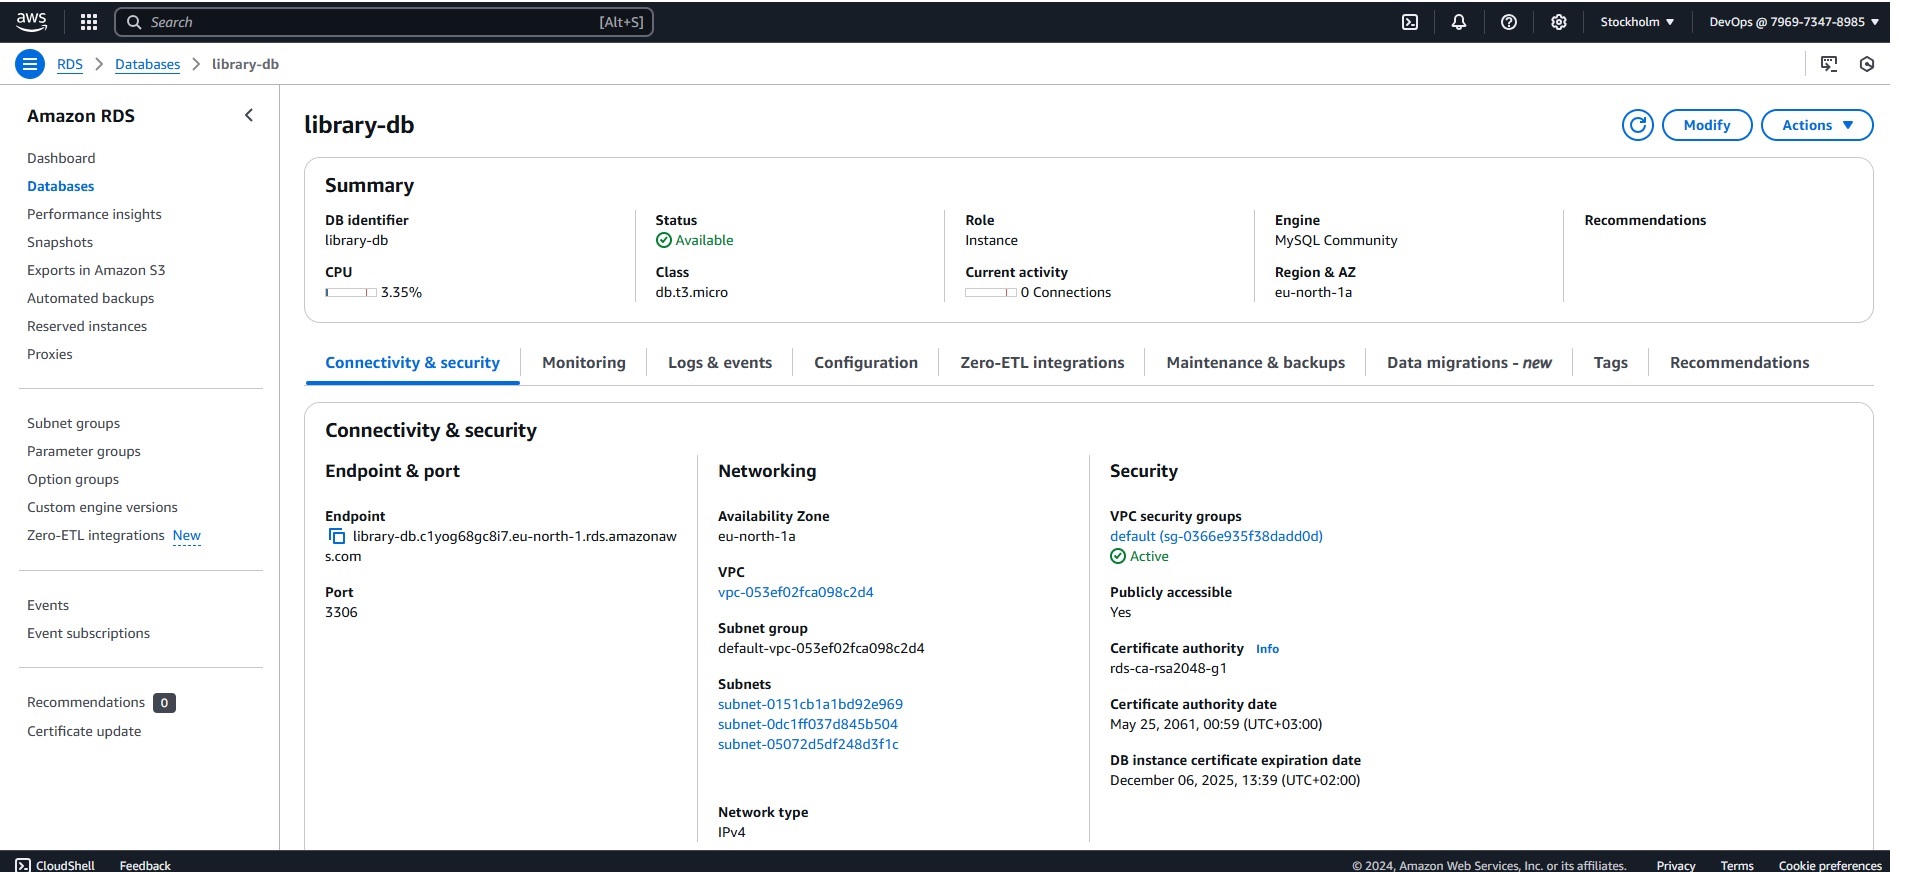 aws
Search [Alt+S]
Stockholm ▼
DevOps @ 7969-7347-8985 ▼
RDS > Databases > library-db
Amazon RDS
Dashboard
Databases
Performance insights
Snapshots
Exports in Amazon S3
Automated backups
Reserved instances
Proxies
Subnet groups
Parameter groups
Option groups
Custom engine versions
Zero-ETL integrations New
Events
Event subscriptions
Recommendations 0
Certificate update
library-db
Modify
Actions ▼
Summary
DB identifier
library-db
CPU
3.35%
Status
Available
Class
db.t3.micro
Role
Instance
Current activity
0 Connections
Engine
MySQL Community
Region & AZ
eu-north-1a
Recommendations
Connectivity & security
Monitoring
Logs & events
Configuration
Zero-ETL integrations
Maintenance & backups
Data migrations - new
Tags
Recommendations
Connectivity & security
Endpoint & port
Endpoint
library-db.c1yog68gc8i7.eu-north-1.rds.amazonaw
s.com
Port
3306
Networking
Availability Zone
eu-north-1a
VPC
vpc-053ef02fca098c2d4
Subnet group
default-vpc-053ef02fca098c2d4
Subnets
subnet-0151cb1a1bd92e969
subnet-0dc1ff037d845b504
subnet-05072d5df248d3f1c
Network type
IPv4
Security
VPC security groups
default (sg-0366e935f38dadd0d)
Active
Publicly accessible
Yes
Certificate authority Info
rds-ca-rsa2048-g1
Certificate authority date
May 25, 2061, 00:59 (UTC+03:00)
DB instance certificate expiration date
December 06, 2025, 13:39 (UTC+02:00)
CloudShell
Feedback
© 2024, Amazon Web Services, Inc. or its affiliates.
Privacy
Terms
Cookie preferences